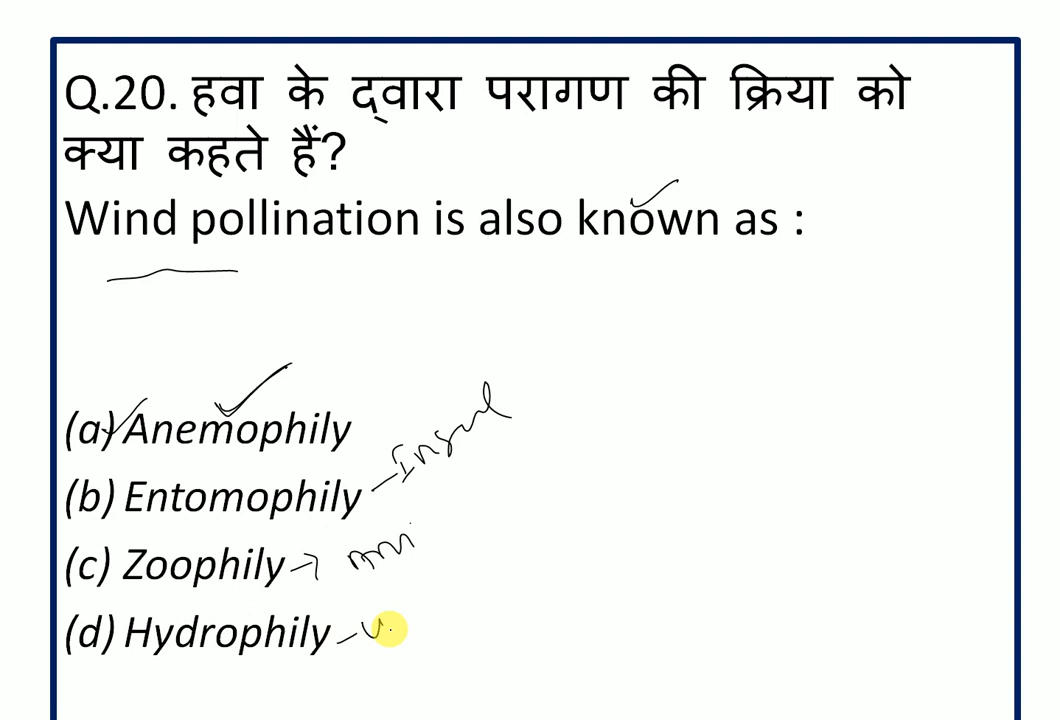 Q.20. हवा के द्वारा परागण की क्रिया को
क्या कहते हैं?
Wind pollination is also known as :
(a) Anemophily
(b) Entomophily
(c) Zoophily
(d) Hydrophily